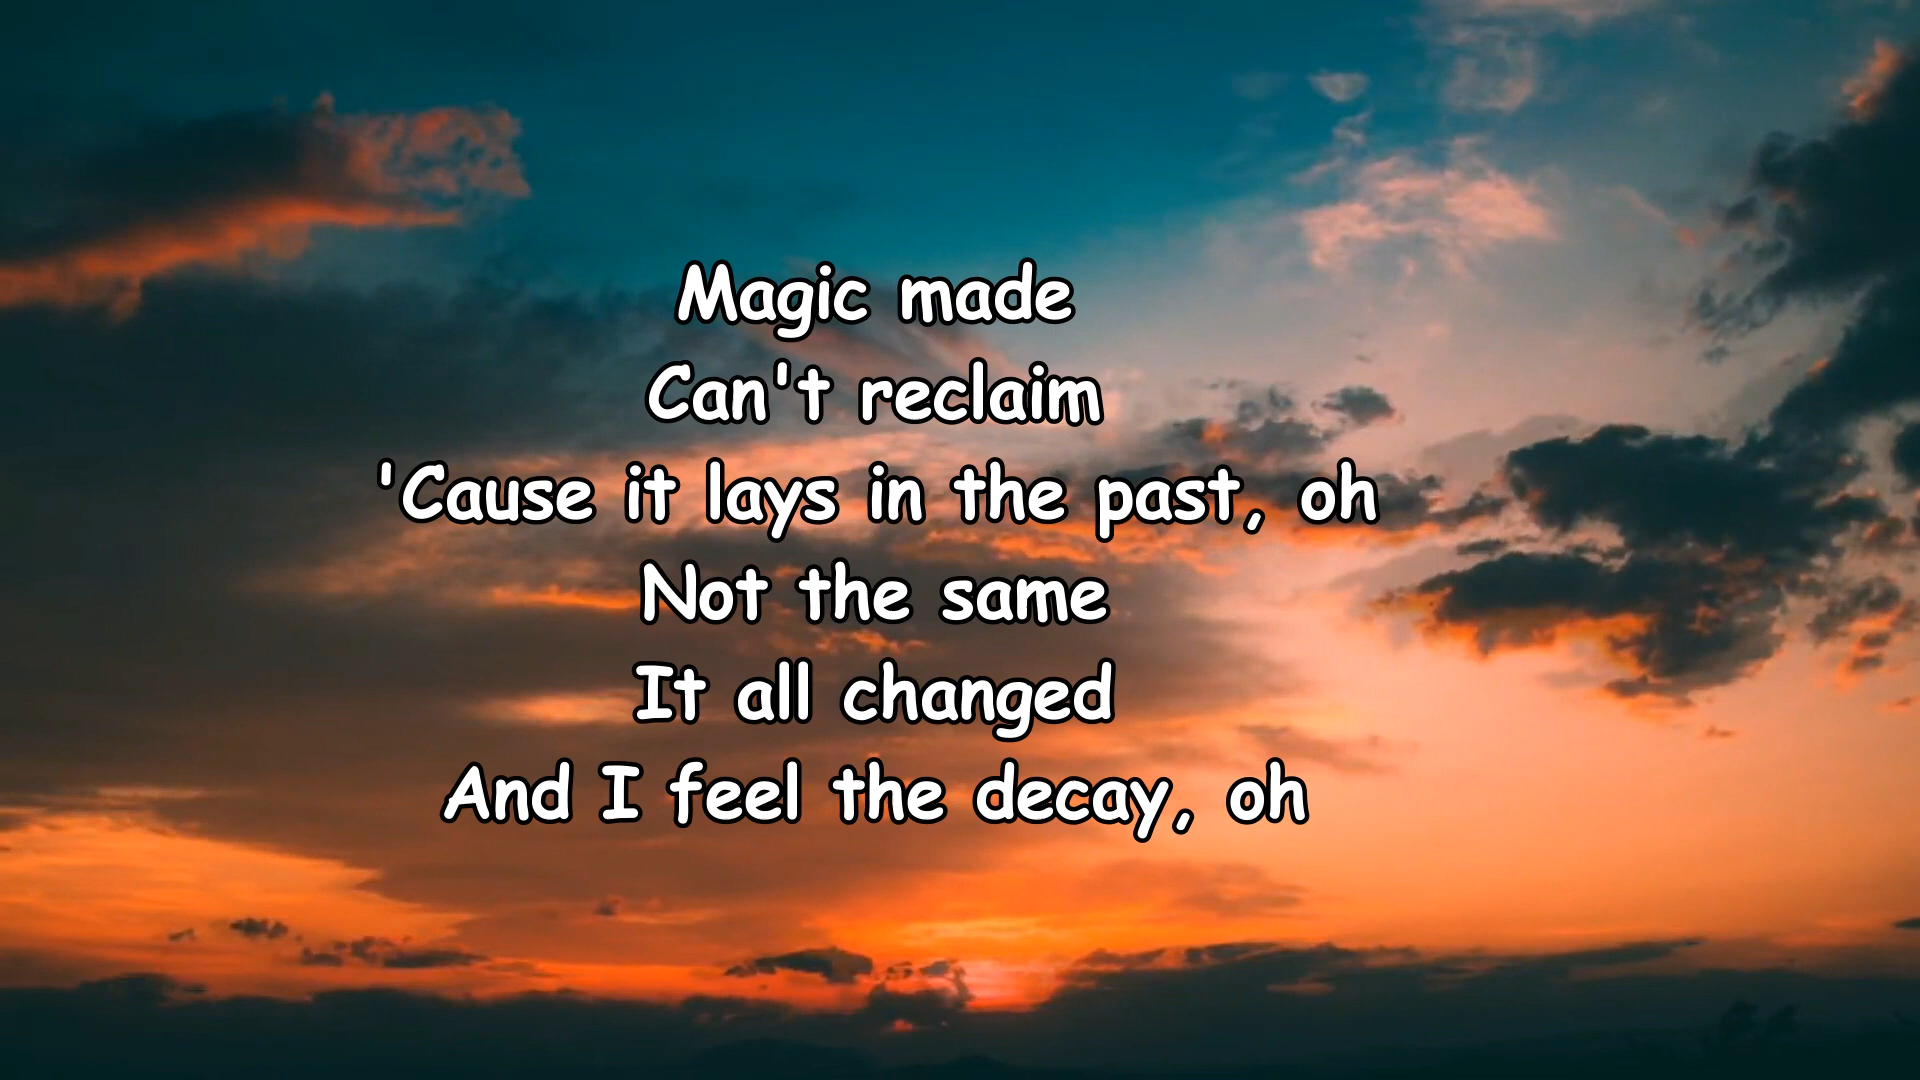 Magic made
Can't reclaim
'Cause it lays in the past, oh
Not the same
It all changed
And I feel the decay, oh